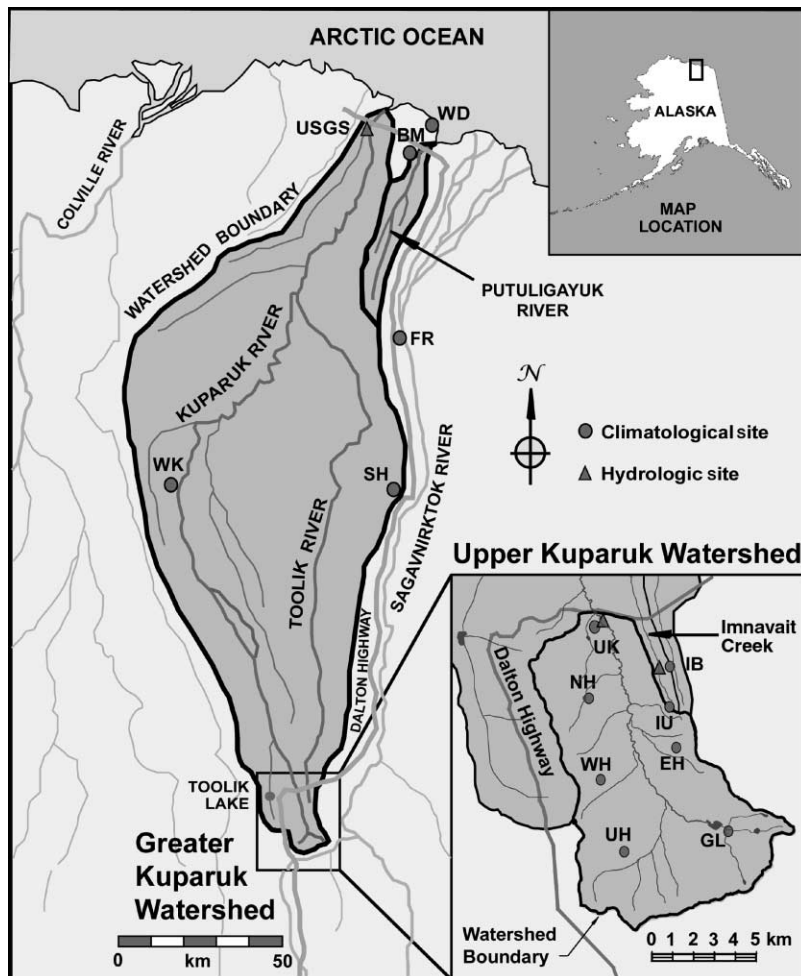 ARCTIC OCEAN
USGS
BM
WD
COLVILLE RIVER
WATERSHED BOUNDARY
PUTULIGAYUK
RIVER
FR
KUPARUK RIVER
WK
SH
TOOLIK RIVER
SAGAVNIRKTOK RIVER
DALTON HIGHWAY
TOOLIK
LAKE
Greater
Kuparuk
Watershed
0 km 50
ALASKA
MAP
LOCATION
N
Climatological site
Hydrologic site
Upper Kuparuk Watershed
Imnavait
Creek
Dalton Highway
UK
IB
NH
IU
EH
WH
UH
GL
Watershed
Boundary
0 1 2 3 4 5 km